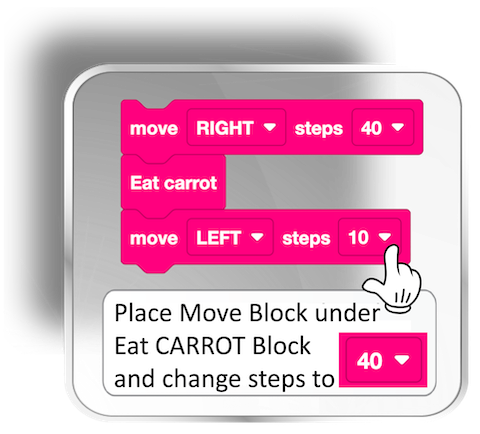 move RIGHT steps 40
Eat carrot
move LEFT steps 10
Place Move Block under
Eat CARROT Block
and change steps to 40